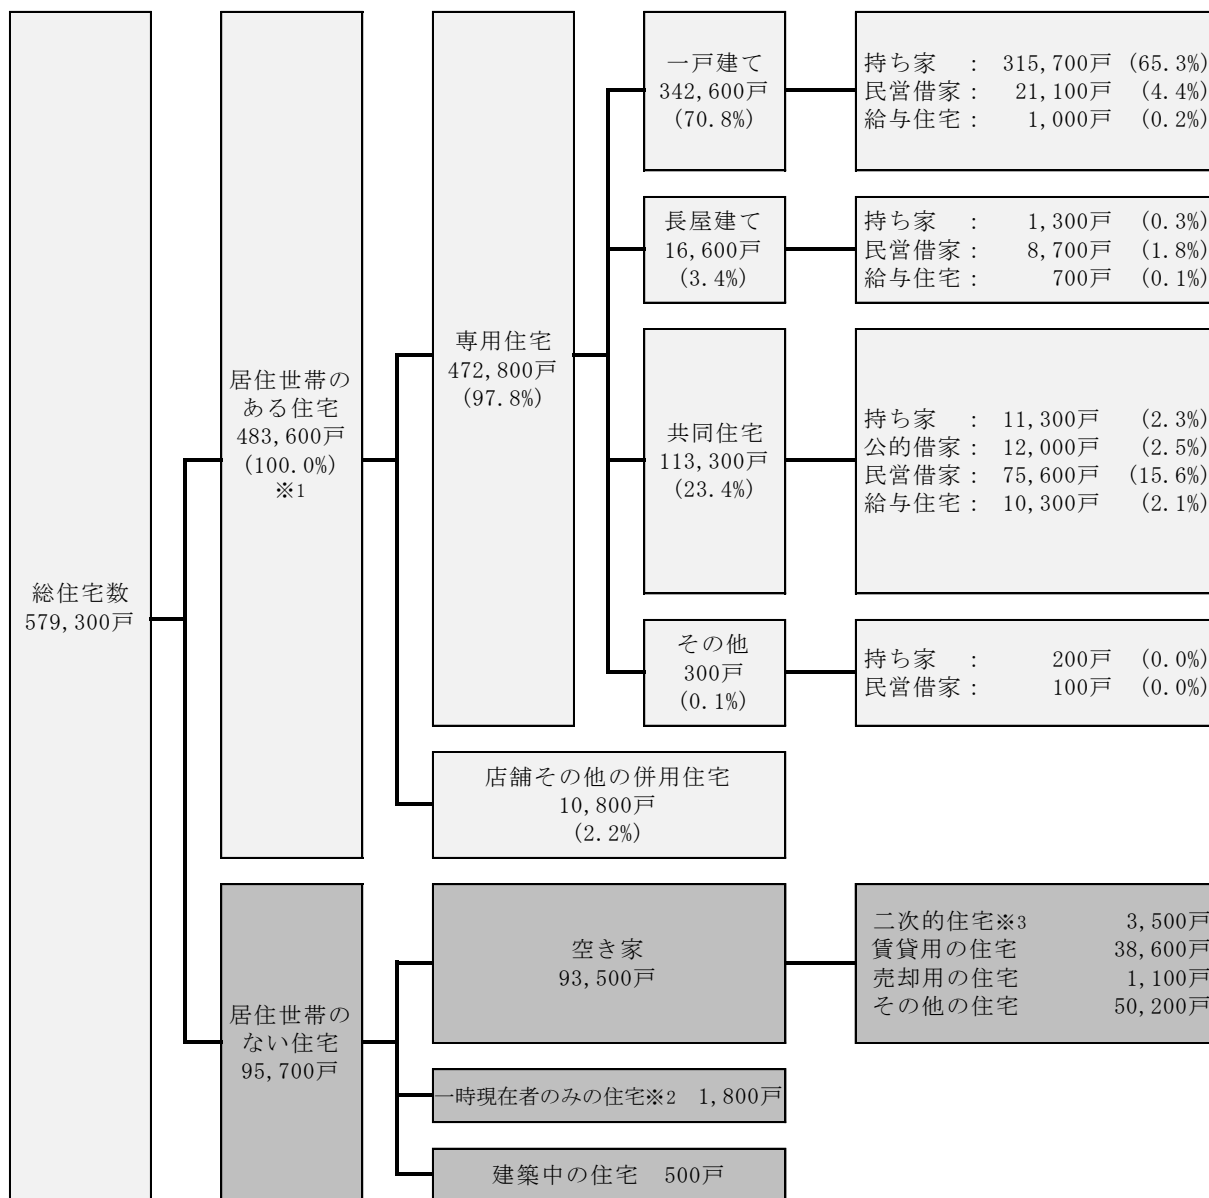 総住宅数
579,300戸
居住世帯の
ある住宅
483,600戸
(100.0%)
※1
専用住宅
472,800戸
(97.8%)
一戸建て
342,600戸
(70.8%)
持ち家 : 315,700戸 (65.3%)
民営借家 : 21,100戸 (4.4%)
給与住宅 : 1,000戸 (0.2%)
長屋建て
16,600戸
(3.4%)
持ち家 : 1,300戸 (0.3%)
民営借家 : 8,700戸 (1.8%)
給与住宅 : 700戸 (0.1%)
共同住宅
113,300戸
(23.4%)
持ち家 : 11,300戸 (2.3%)
公的借家 : 12,000戸 (2.5%)
民営借家 : 75,600戸 (15.6%)
給与住宅 : 10,300戸 (2.1%)
その他
300戸
(0.1%)
持ち家 : 200戸 (0.0%)
民営借家 : 100戸 (0.0%)
店舗その他の併用住宅
10,800戸
(2.2%)
居住世帯の
ない住宅
95,700戸
空き家
93,500戸
二次的住宅※3 3,500戸
賃貸用の住宅 38,600戸
売却用の住宅 1,100戸
その他の住宅 50,200戸
一時現在者のみの住宅※2 1,800戸
建築中の住宅 500戸